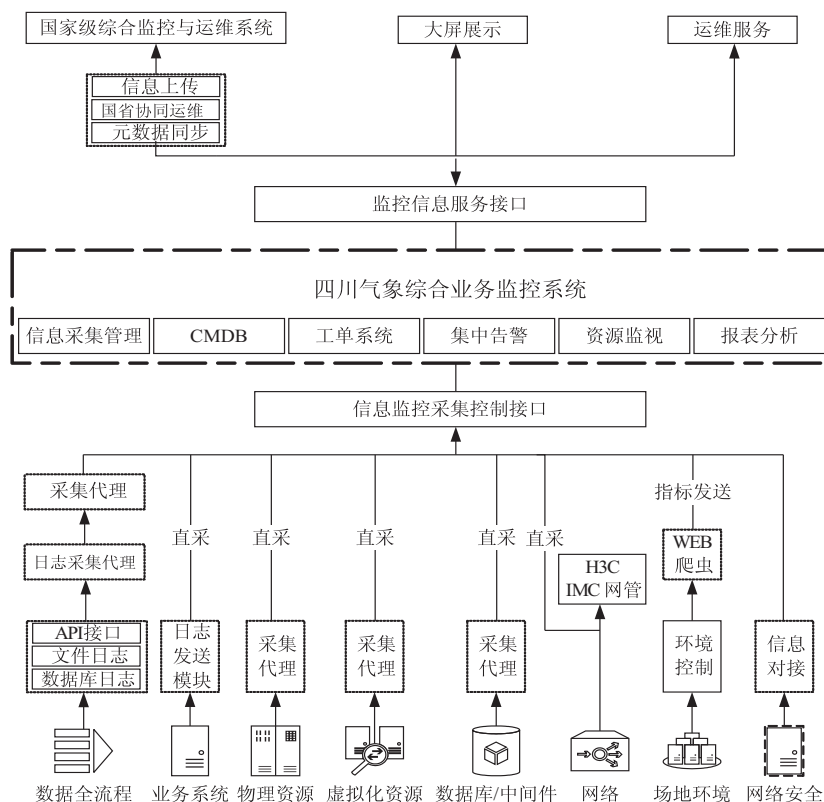 国家级综合监控与运维系统
大屏展示
运维服务
信息上传
国省协同运维
元数据同步
监控信息服务接口
四川气象综合业务监控系统
信息采集管理
CMDB
工单系统
集中告警
资源监视
报表分析
信息监控采集控制接口
采集代理
日志采集代理
API接口
文件日志
数据库日志
数据全流程
直采
日志
发送
模块
业务系统
直采
采集
代理
物理资源
直采
采集
代理
虚拟化资源
直采
采集
代理
数据库/中间件
直采
H3C
IMC 网管
网络
指标发送
WEB
爬虫
环境
控制
场地环境
信息
对接
网络安全